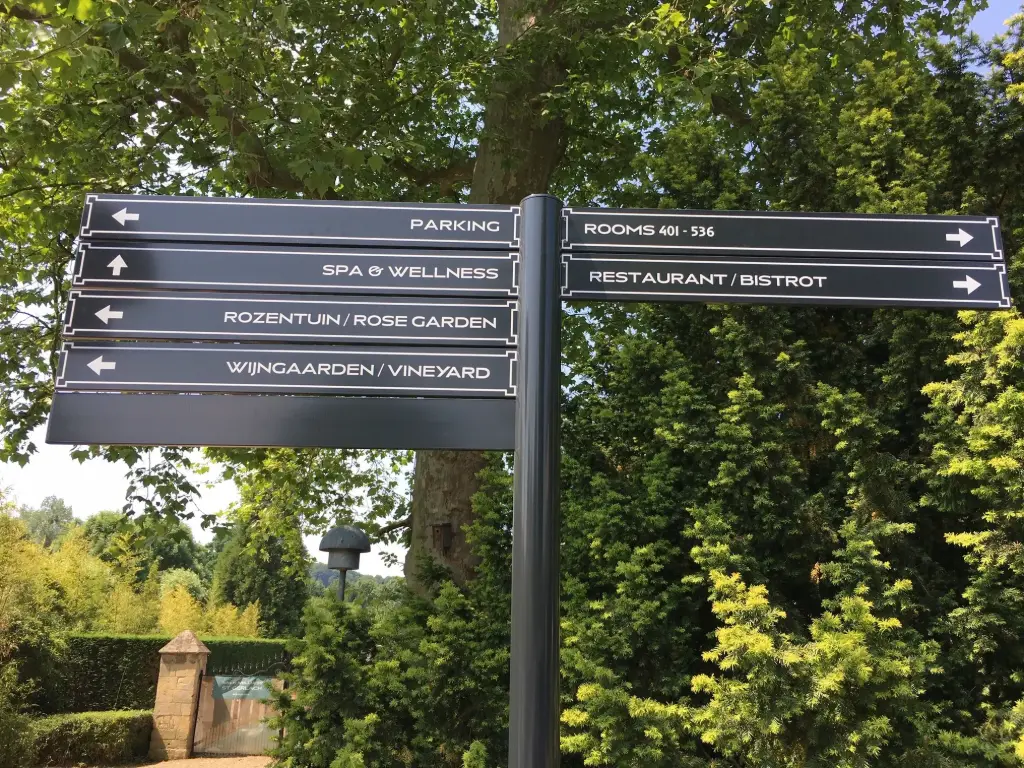 PARKING
SPA & WELLNESS
ROZENTUIN / ROSE GARDEN
WIJNGAARDEN / VINEYARD
ROOMS 401 - 536
RESTAURANT / BISTROT